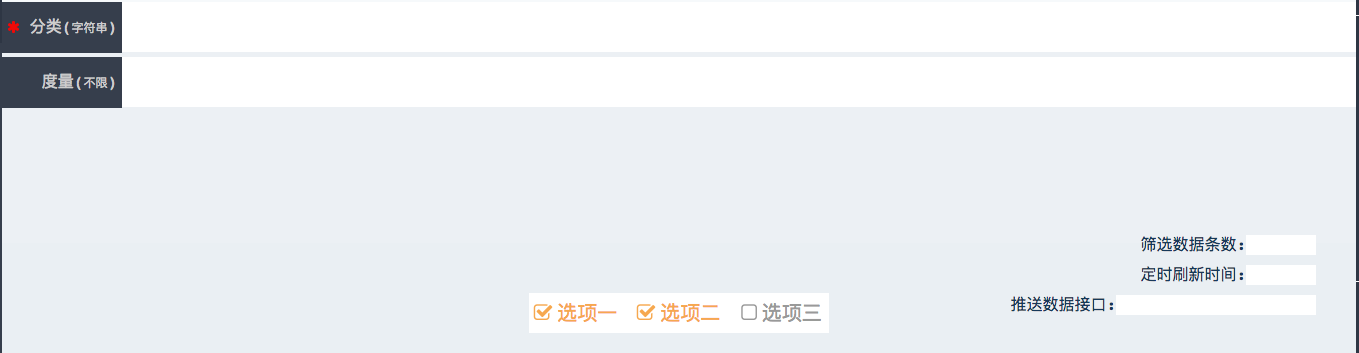 * 分类(字符串)
度量(不限)
筛选数据条数:
定时刷新时间:
推送数据接口:
选项一 选项二 选项三